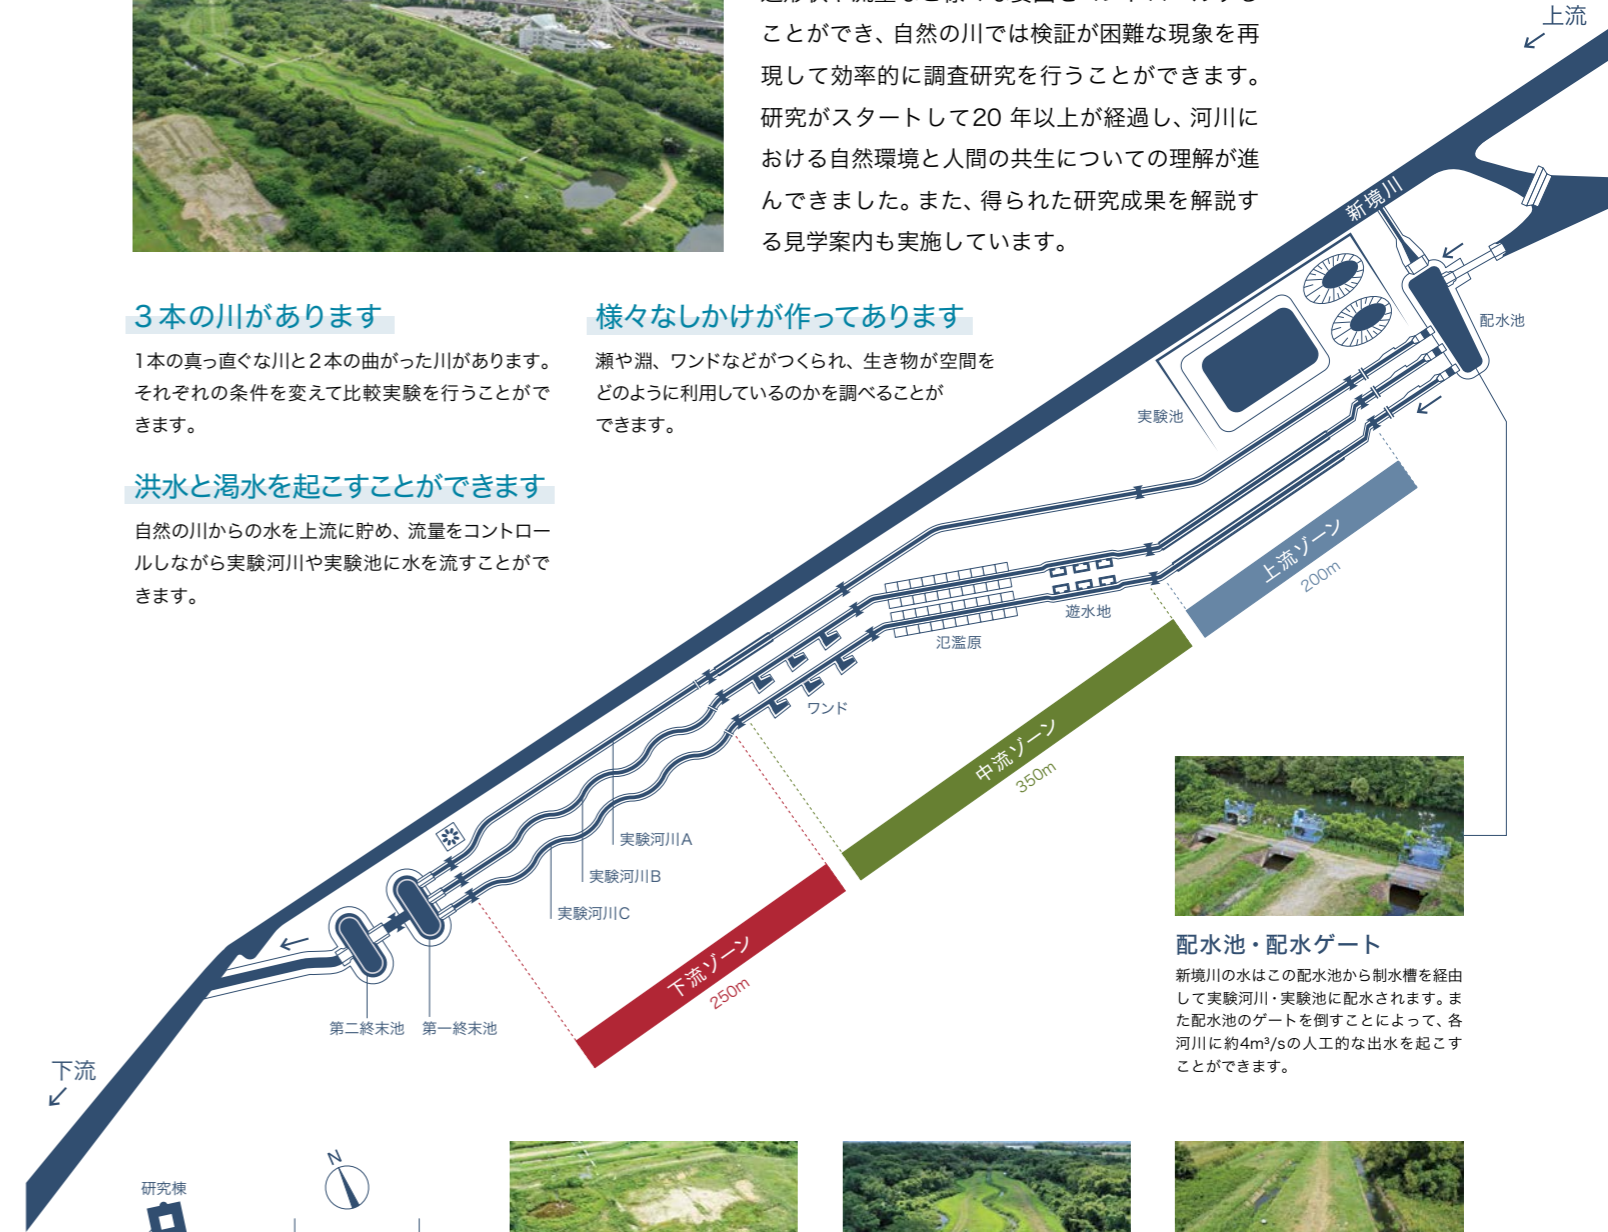 ことができ、自然の川では検証が困難な現象を再
現して効率的に調査研究を行うことができます。
研究がスタートして20 年以上が経過し、河川に
おける自然環境と人間の共生についての理解が進
んできました。また、得られた研究成果を解説す
る見学案内も実施しています。
3本の川があります
1本の真っ直ぐな川と2本の曲がった川があります。
それぞれの条件を変えて比較実験を行うことがで
きます。
様々なしかけが作ってあります
瀬や淵、ワンドなどがつくられ、生き物が空間を
どのように利用しているのかを調べることが
できます。
洪水と渇水を起こすことができます
自然の川からの水を上流に貯め、流量をコントロー
ルしながら実験河川や実験池に水を流すことがで
きます。
上流
新境川
配水池
実験池
上流ゾーン
200m
遊水地
氾濫原
ワンド
中流ゾーン
350m
実験河川A
実験河川B
実験河川C
下流ゾーン
250m
第二終末池
第一終末池
下流
配水池・配水ゲート
新境川の水はこの配水池から制水槽を経由
して実験河川・実験池に配水されます。ま
た配水池のゲートを倒すことによって、各
河川に約4m³/sの人工的な出水を起こす
ことができます。
N
研究棟